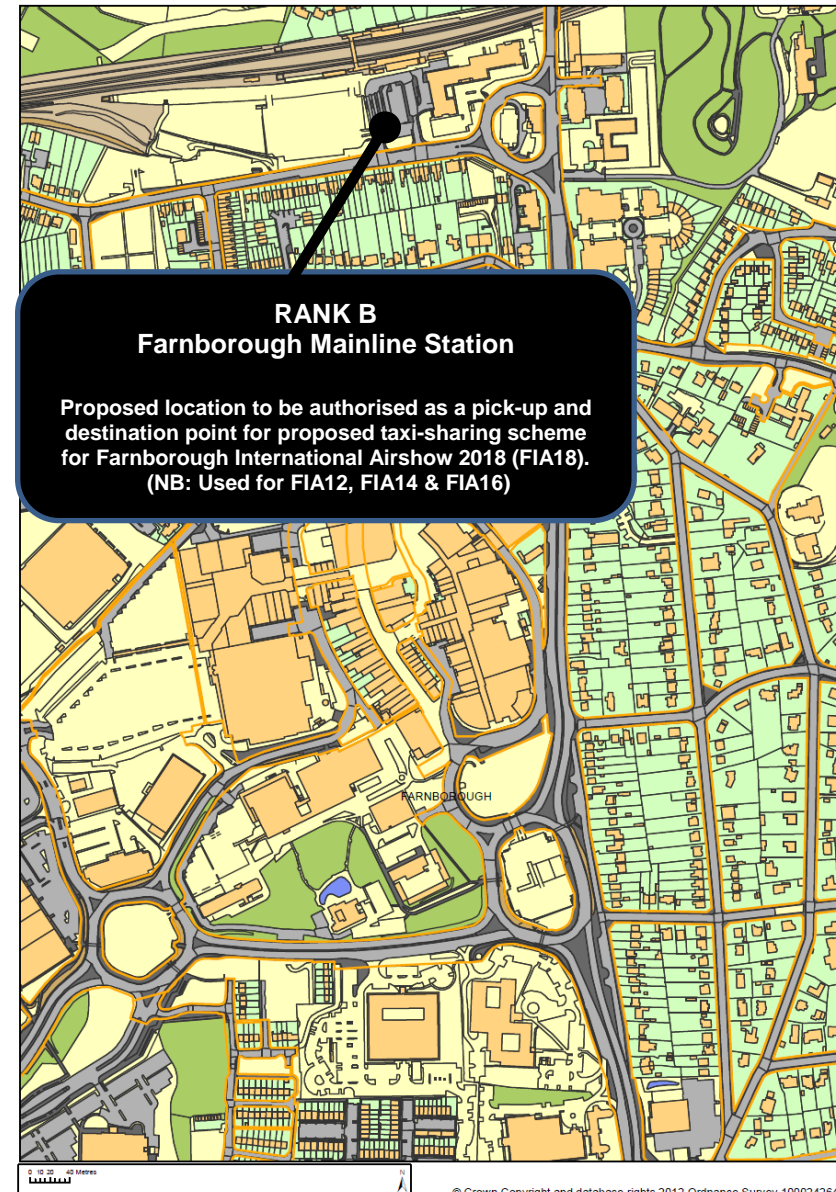 RANK B
Farnborough Mainline Station
Proposed location to be authorised as a pick-up and
destination point for proposed taxi-sharing scheme
for Farnborough International Airshow 2018 (FIA18).
(NB: Used for FIA12, FIA14 & FIA16)
FARNBOROUGH
0 10 20 40 Metres
N
© Crown Copyright and database rights 2012 Ordnance Survey